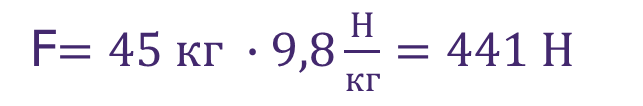 F= 45 кг · 9,8 Н/кг = 441 Н